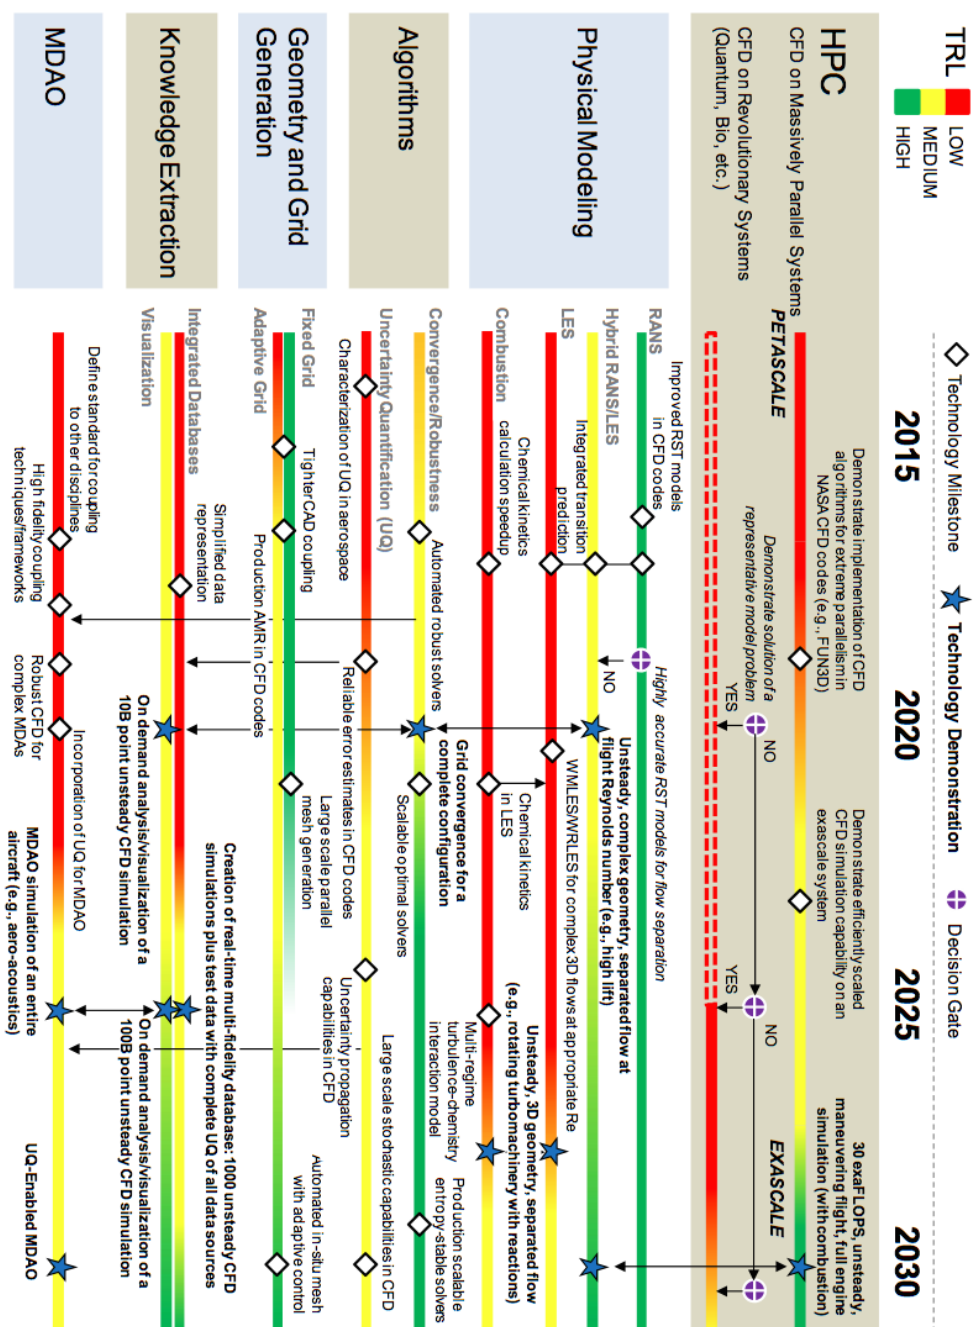 TRL
LOW
MEDIUM
HIGH
Technology Milestone
Technology Demonstration
Decision Gate
2015
2020
2025
2030
HPC
CFD on Massively Parallel Systems
CFD on Revolutionary Systems
(Quantum, Bio, etc.)
PETASCALE
EXASCALE
Demonstrate implementation of CFD
algorithms for extreme parallelism in
NASA CFD codes (e.g., FUN3D)
Demonstrate efficiently scaled
CFD simulation capability on an
exascale system
30 exaFLOPS, unsteady,
maneuvering flight, full engine
simulation (with combustion)
Demonstrate solution of a
representative model problem
YES
NO
YES
NO
Physical Modeling
RANS
Hybrid RANS/LES
LES
Combustion
Improved RST models
in CFD codes
Highly accurate RST models for flow separation
NO
Integrated transition
prediction
Unsteady, complex geometry, separated flow at
flight Reynolds number (e.g., high lift)
WMLES/WRLES for complex 3D flows at appropriate Re
Chemical kinetics
calculation speedup
Chemical kinetics
in LES
Unsteady, 3D geometry, separated flow
(e.g., rotating turbomachinery with reactions)
Multi-regime
turbulence-chemistry
interaction model
Grid convergence for a
complete configuration
Algorithms
Convergence/Robustness
Uncertainty Quantification (UQ)
Automated robust solvers
Scalable optimal solvers
Production scalable
entropy-stable solvers
Characterization of UQ in aerospace
Reliable error estimates in CFD codes
Uncertainty propagation
capabilities in CFD
Large scale stochastic capabilities in CFD
Geometry and Grid
Generation
Fixed Grid
Adaptive Grid
Tighter CAD coupling
Large scale parallel
mesh generation
Automated in-situ mesh
with adaptive control
Production AMR in CFD codes
Knowledge Extraction
Integrated Databases
Visualization
Simplified data
representation
Creation of real-time multi-fidelity database: 1000 unsteady CFD
simulations plus test data with complete UQ of all data sources
On demand analysis/visualization of a
10B point unsteady CFD simulation
On demand analysis/visualization of a
100B point unsteady CFD simulation
MDAO
Define standard for coupling
to other disciplines
High fidelity coupling
techniques/frameworks
Incorporation of UQ for MDAO
Robust CFD for
complex MDAs
MDAO simulation of an entire
aircraft (e.g., aero-acoustics)
UQ-Enabled MDAO